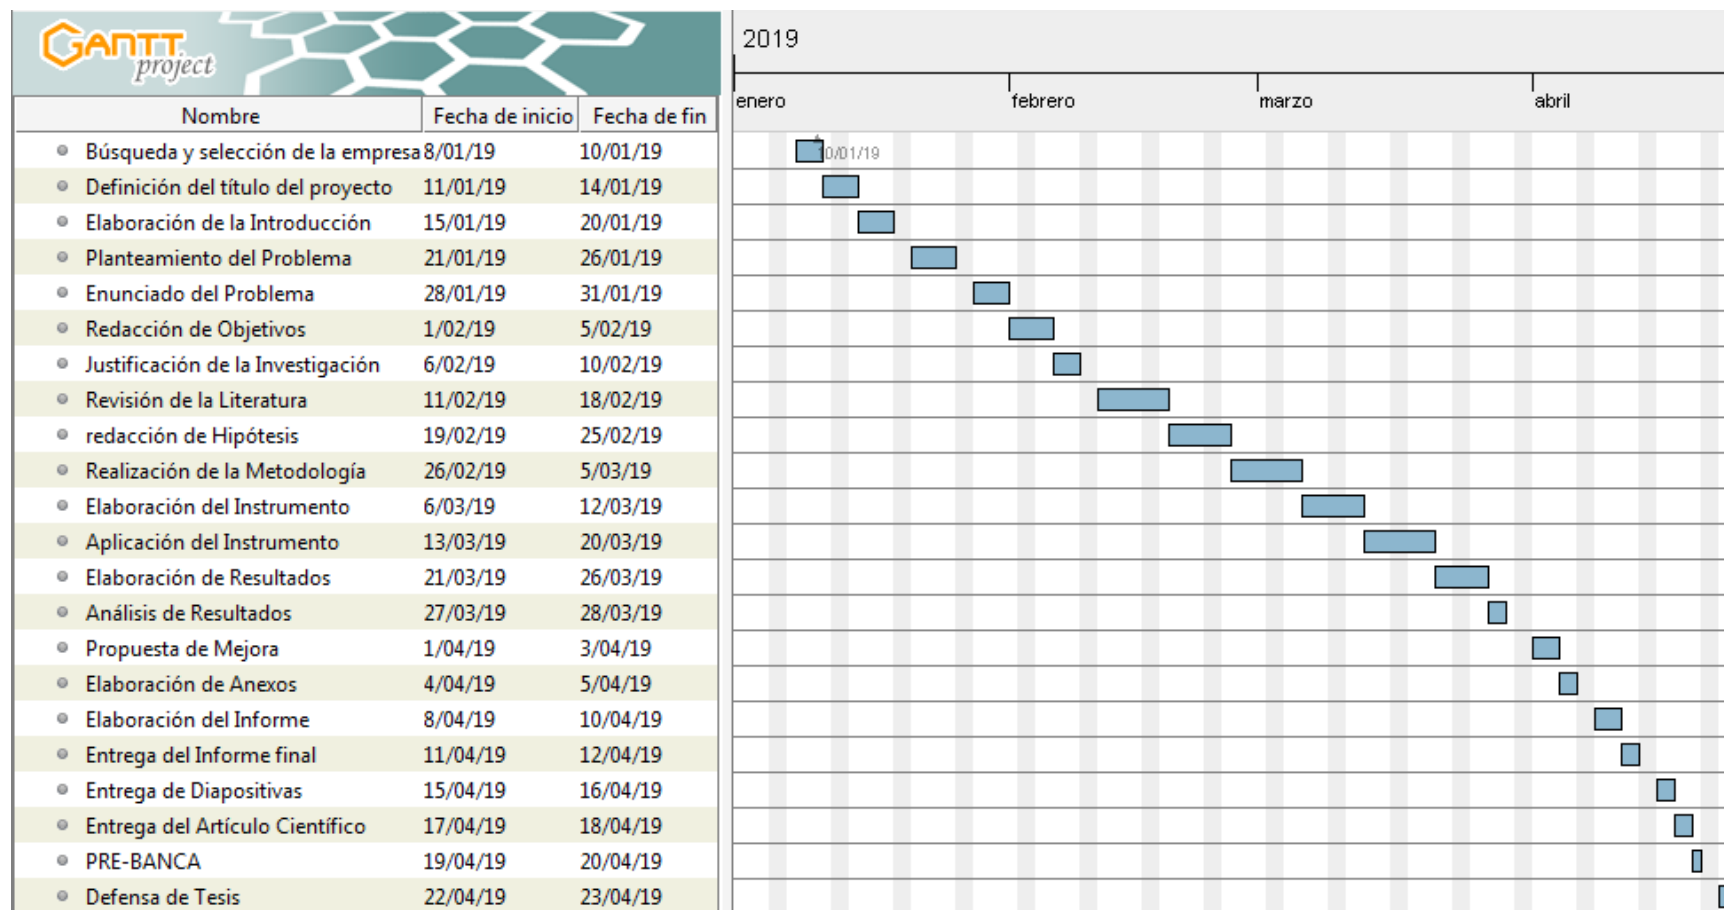 GANTT
project
2019
enero febrero marzo abril
Nombre Fecha de inicio Fecha de fin
Búsqueda y selección de la empresa 8/01/19 10/01/19 10/01/19
Definición del título del proyecto 11/01/19 14/01/19
Elaboración de la Introducción 15/01/19 20/01/19
Planteamiento del Problema 21/01/19 26/01/19
Enunciado del Problema 28/01/19 31/01/19
Redacción de Objetivos 1/02/19 5/02/19
Justificación de la Investigación 6/02/19 10/02/19
Revisión de la Literatura 11/02/19 18/02/19
redacción de Hipótesis 19/02/19 25/02/19
Realización de la Metodología 26/02/19 5/03/19
Elaboración del Instrumento 6/03/19 12/03/19
Aplicación del Instrumento 13/03/19 20/03/19
Elaboración de Resultados 21/03/19 26/03/19
Análisis de Resultados 27/03/19 28/03/19
Propuesta de Mejora 1/04/19 3/04/19
Elaboración de Anexos 4/04/19 5/04/19
Elaboración del Informe 8/04/19 10/04/19
Entrega del Informe final 11/04/19 12/04/19
Entrega de Diapositivas 15/04/19 16/04/19
Entrega del Artículo Científico 17/04/19 18/04/19
PRE-BANCA 19/04/19 20/04/19
Defensa de Tesis 22/04/19 23/04/19